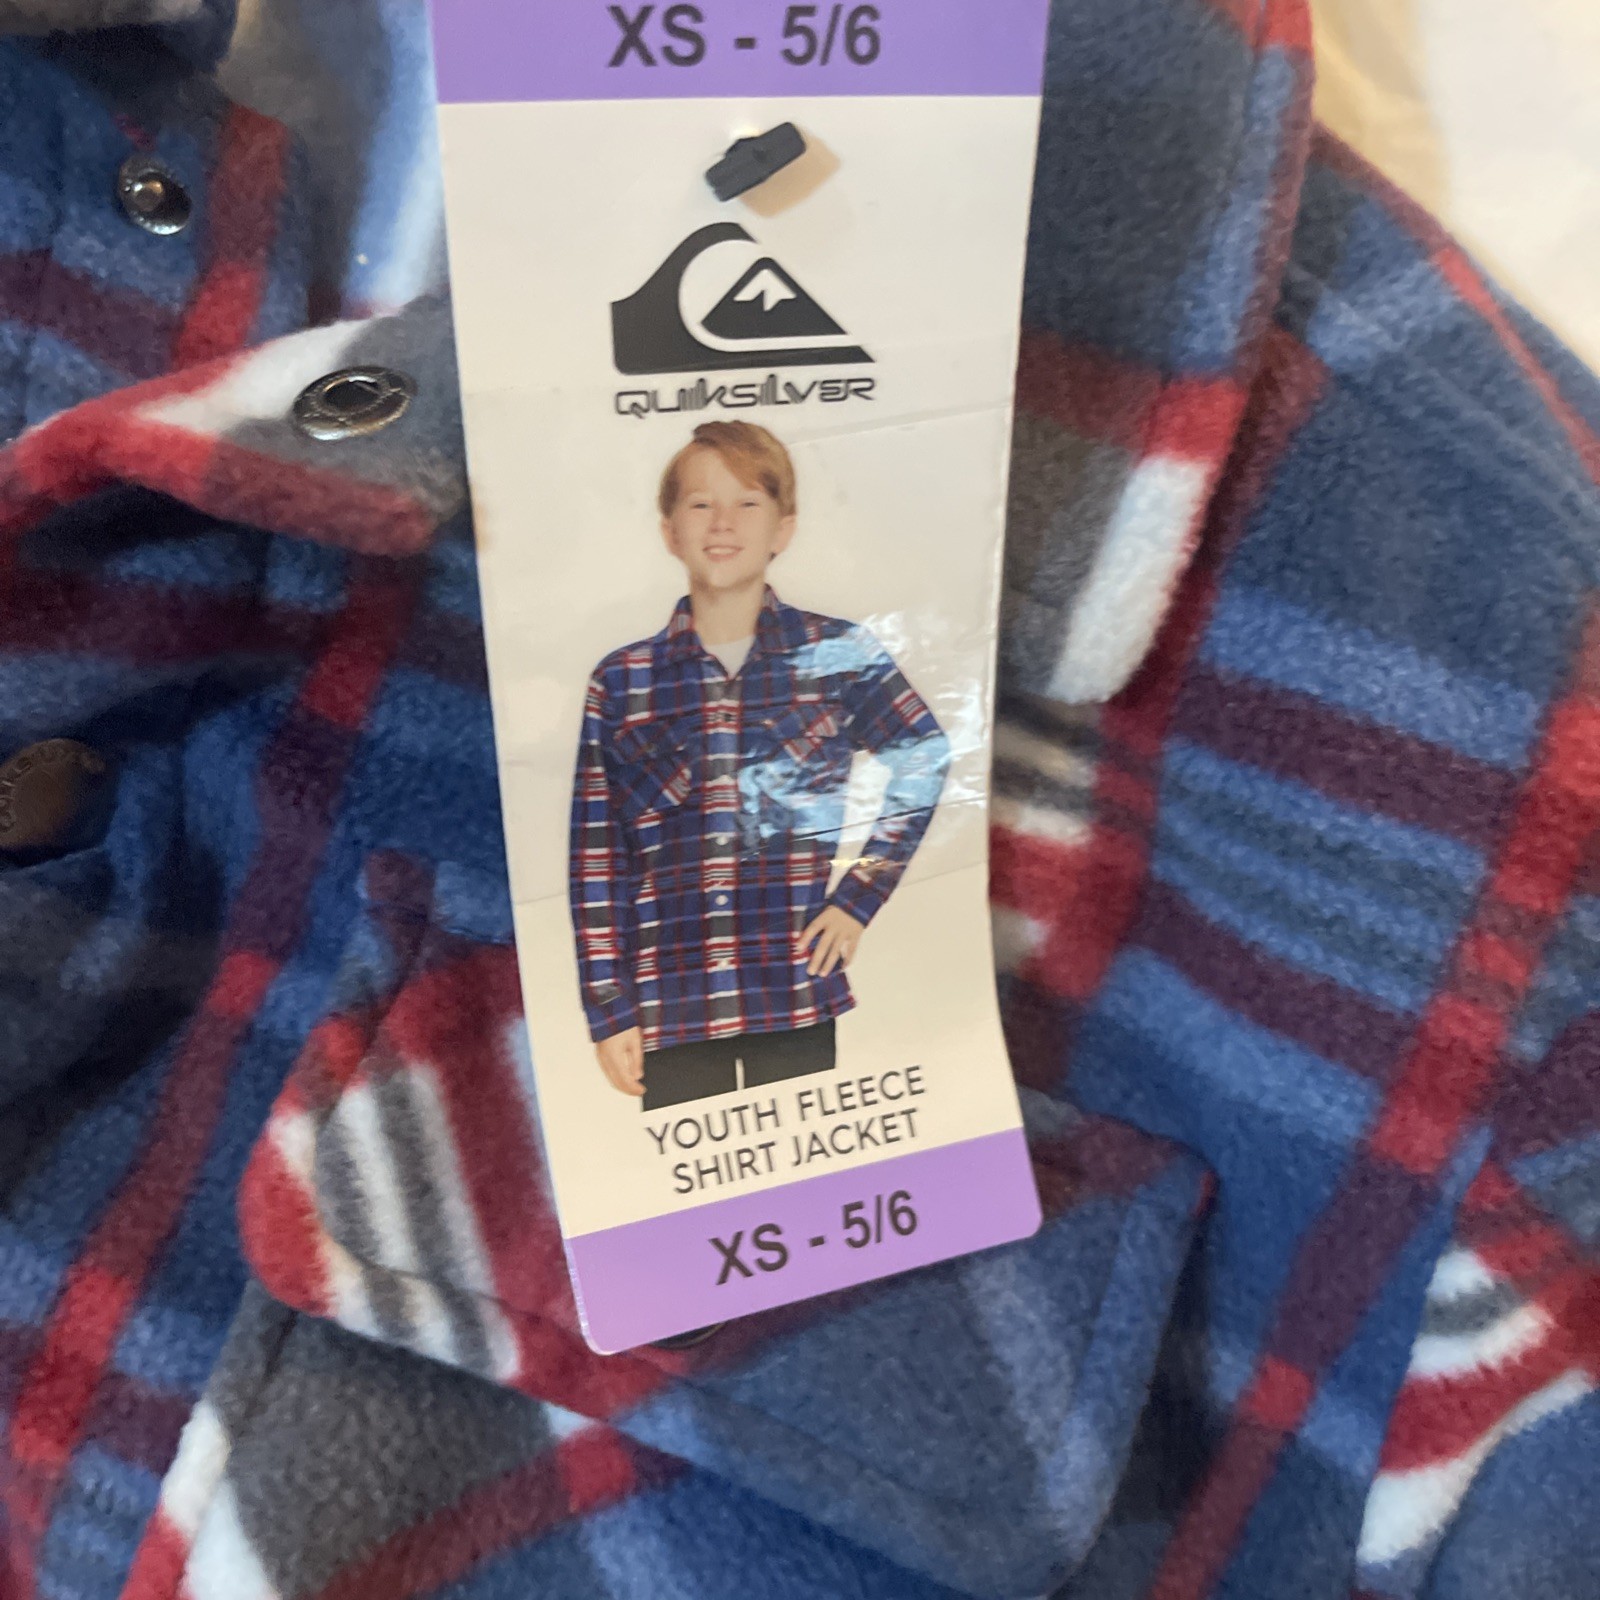 XS - 5/6
QUIKSILVER
YOUTH FLEECE
SHIRT JACKET
XS - 5/6